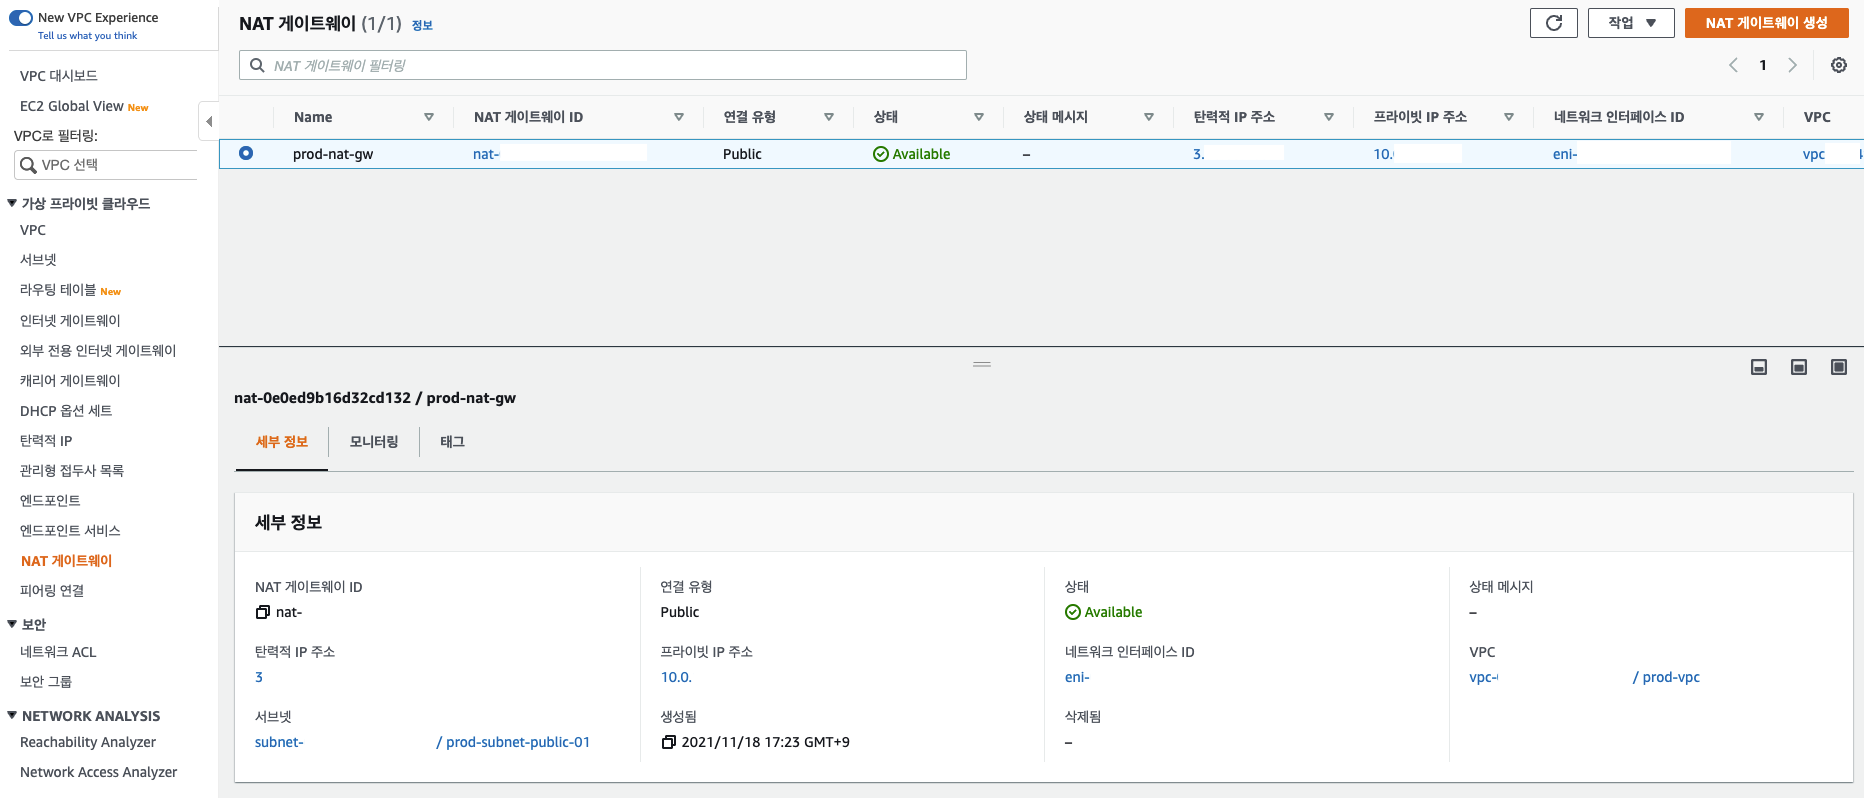 New VPC Experience
Tell us what you think
VPC 대시보드
EC2 Global View New
VPC로 필터링:
VPC 선택
가상 프라이빗 클라우드
VPC
서브넷
라우팅 테이블 New
인터넷 게이트웨이
외부 전용 인터넷 게이트웨이
캐리어 게이트웨이
DHCP 옵션 세트
탄력적 IP
관리형 접두사 목록
엔드포인트
엔드포인트 서비스
NAT 게이트웨이
피어링 연결
보안
네트워크 ACL
보안 그룹
NETWORK ANALYSIS
Reachability Analyzer
Network Access Analyzer
NAT 게이트웨이 (1/1) 정보
작업
NAT 게이트웨이 생성
NAT 게이트웨이 필터링
1
Name NAT 게이트웨이 ID 연결 유형 상태 상태 메시지 탄력적 IP 주소 프라이빗 IP 주소 네트워크 인터페이스 ID VPC
prod-nat-gw nat- Public Available – 3. 10. eni- vpc
nat-0e0ed9b16d32cd132 / prod-nat-gw
세부 정보 모니터링 태그
세부 정보
NAT 게이트웨이 ID 연결 유형 상태 상태 메시지
nat- Public Available –
탄력적 IP 주소 프라이빗 IP 주소 네트워크 인터페이스 ID VPC
3 10.0. eni- vpc- / prod-vpc
서브넷 생성됨 삭제됨
subnet- / prod-subnet-public-01 2021/11/18 17:23 GMT+9 –